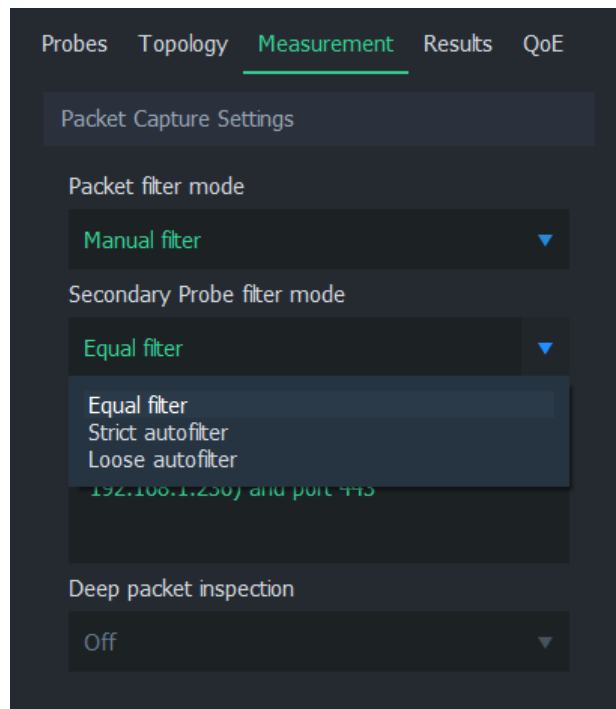 Probes Topology Measurement Results QoE
Packet Capture Settings
Packet filter mode
Manual filter
Secondary Probe filter mode
Equal filter
Equal filter
Strict autofilter
Loose autofilter
192.168.1.236) and port 443
Deep packet inspection
Off